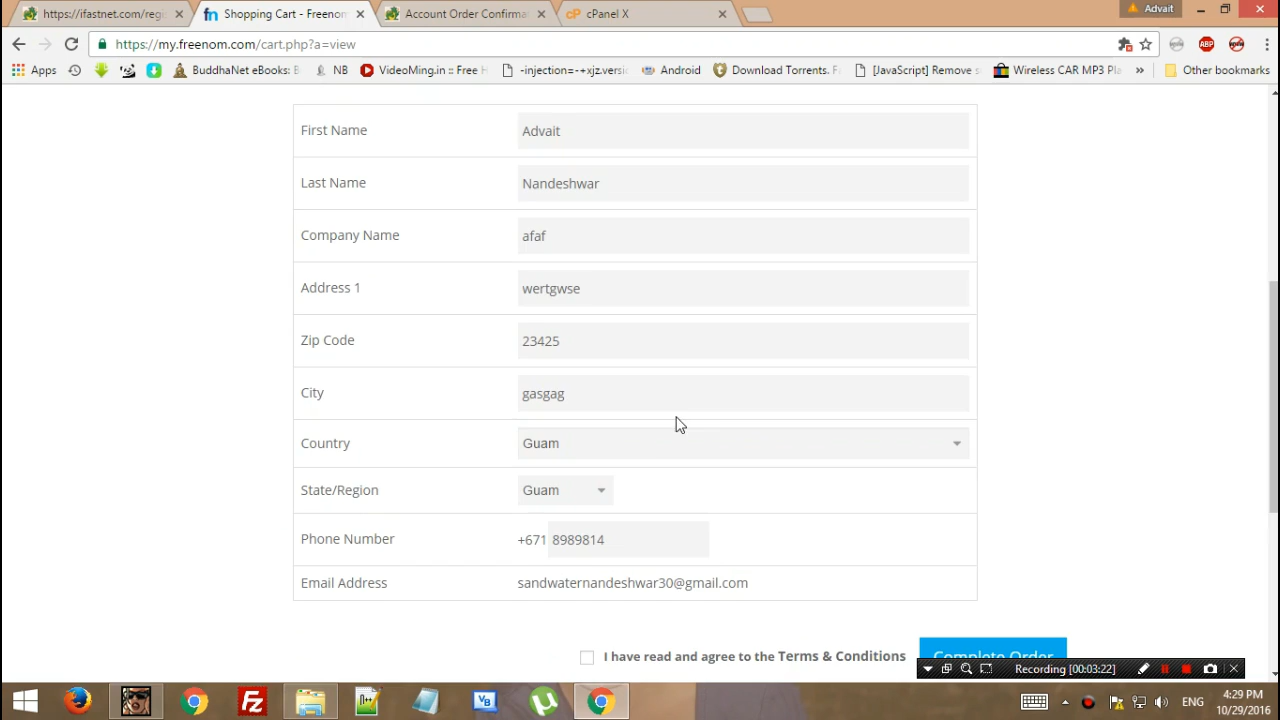 https://ifastnet.com/regi
Shopping Cart - Freenom
Account Order Confirma
cPanel X
Advait
https://my.freenom.com/cart.php?a=view
ABP
Apps
BuddhaNet eBooks: B
NB
VideoMing.in :: Free H
-injection=-+xjz.versi
Android
Download Torrents. F
[JavaScript] Remove s
Wireless CAR MP3 Pla
»
Other bookmarks
First Name Advait
Last Name Nandeshwar
Company Name afaf
Address 1 wertgwse
Zip Code 23425
City gasgag
Country Guam
State/Region Guam
Phone Number +671 8989814
Email Address sandwaternandeshwar30@gmail.com
I have read and agree to the Terms & Conditions
Complete Order
Recording [00:03:22]
ENG
4:29 PM
10/29/2016